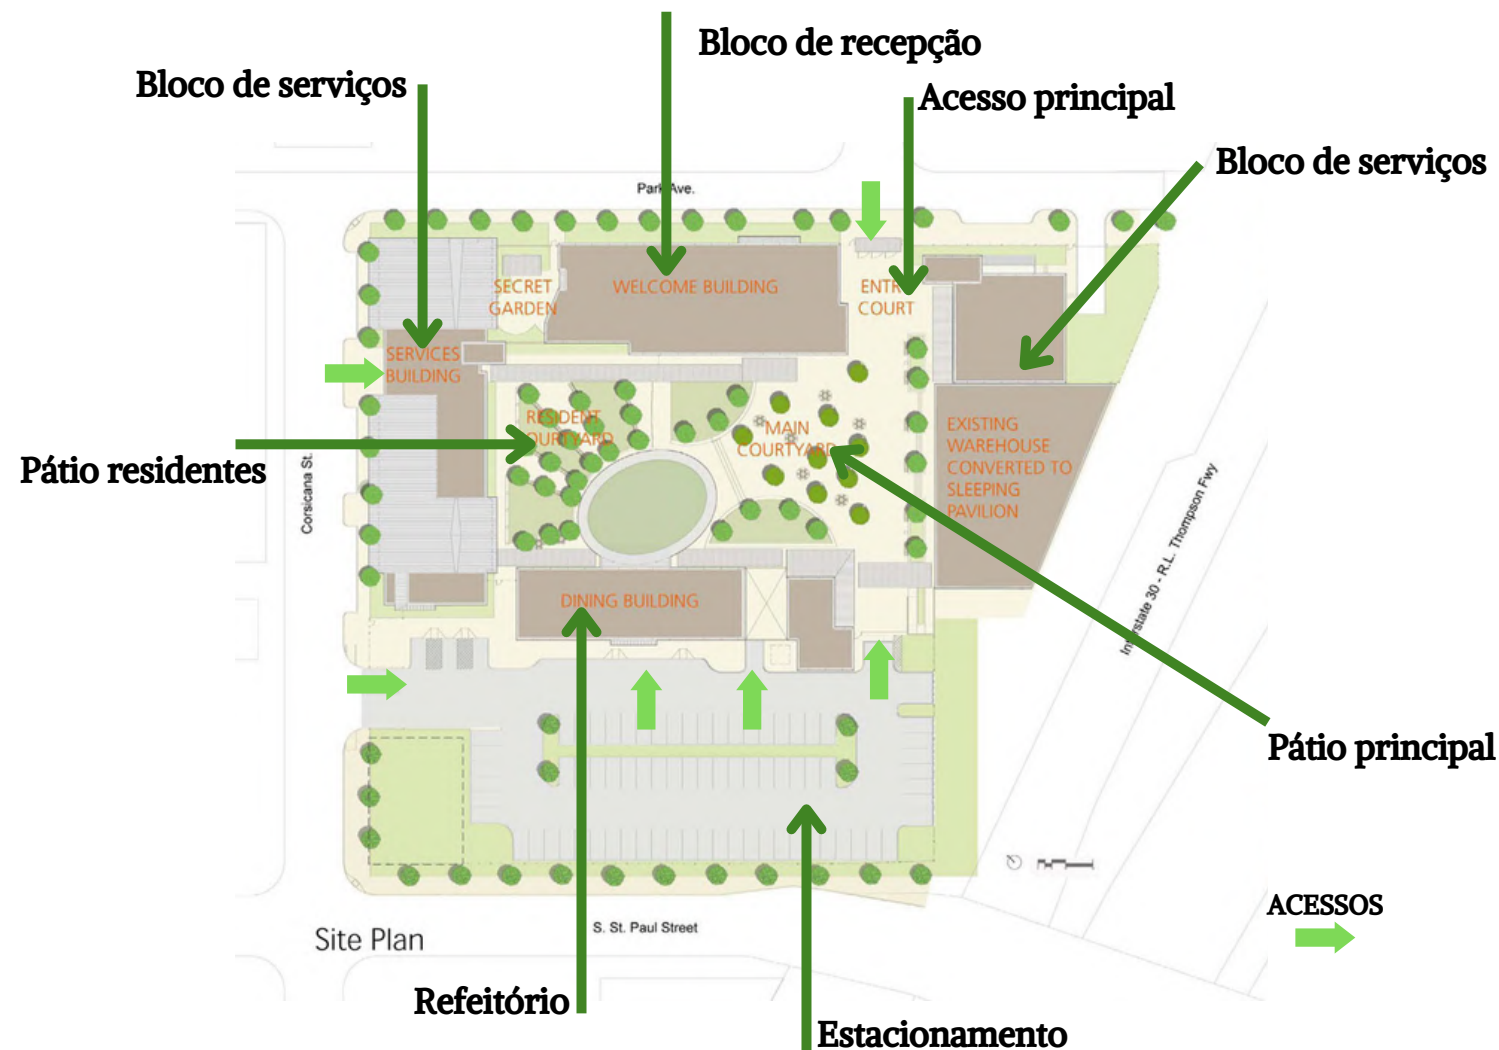 Bloco de recepção
Bloco de serviços
Acesso principal
Bloco de serviços
Park Ave.
SECRET
GARDEN
WELCOME BUILDING
ENTR
COURT
SERVICES
BUILDING
RESIDENT
OURTYARD
MAIN
COURTYARD
EXISTING
WAREHOUSE
CONVERTED TO
SLEEPING
PAVILION
Pátio residentes
Corsicana St.
Interstate 30 - R.L. Thompson Fwy
DINING BUILDING
Pátio principal
ACESSOS
Site Plan
S. St. Paul Street
Refeitório
Estacionamento